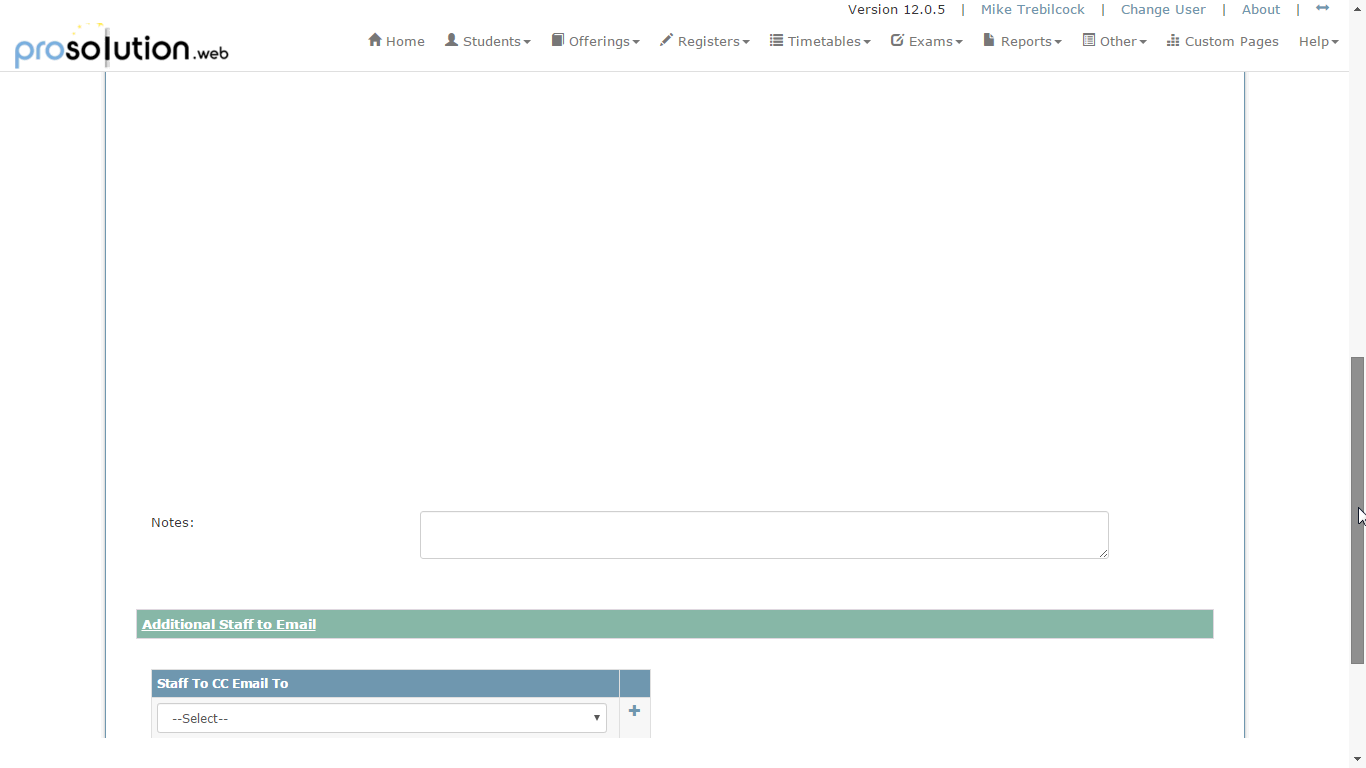 Version 12.0.5 | Mike Trebilcock | Change User | About |
prosolution.web
Home Students Offerings Registers Timetables Exams Reports Other Custom Pages Help
Notes:
Additional Staff to Email
Staff To CC Email To
--Select--